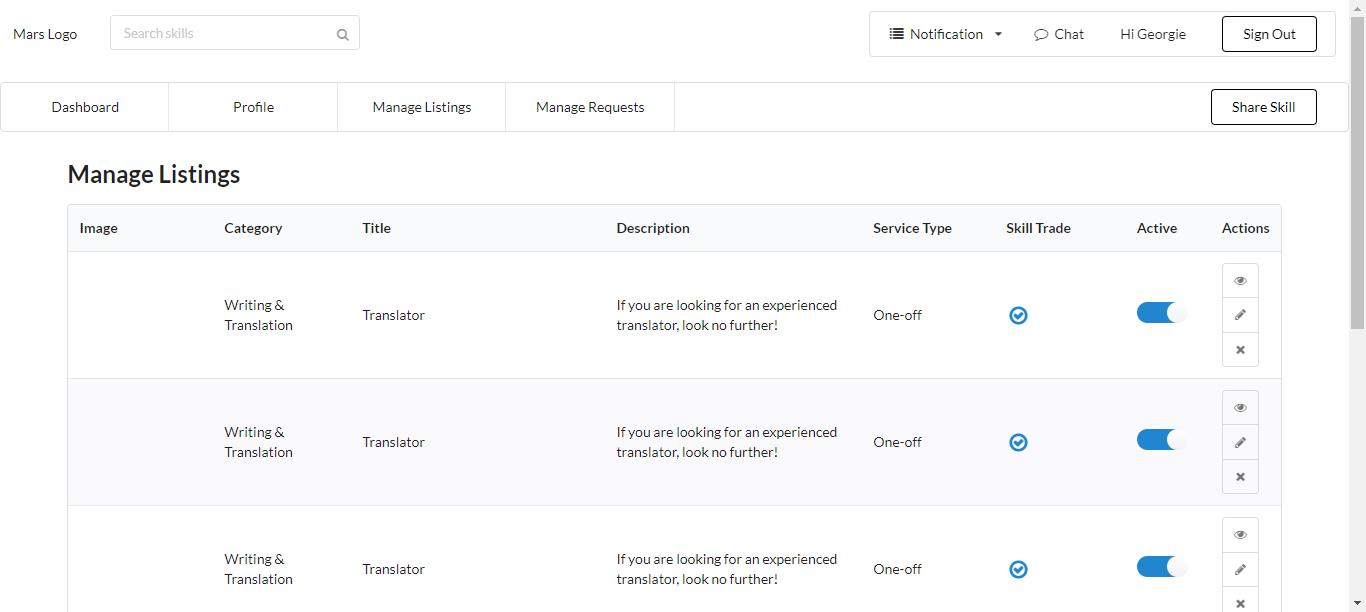 Mars Logo
Search skills
Notification
Chat
Hi Georgie
Sign Out
Dashboard
Profile
Manage Listings
Manage Requests
Share Skill
Manage Listings
Image Category Title Description Service Type Skill Trade Active Actions
Writing &
Translation
Translator
If you are looking for an experienced
translator, look no further!
One-off
Writing &
Translation
Translator
If you are looking for an experienced
translator, look no further!
One-off
Writing &
Translation
Translator
If you are looking for an experienced
translator, look no further!
One-off